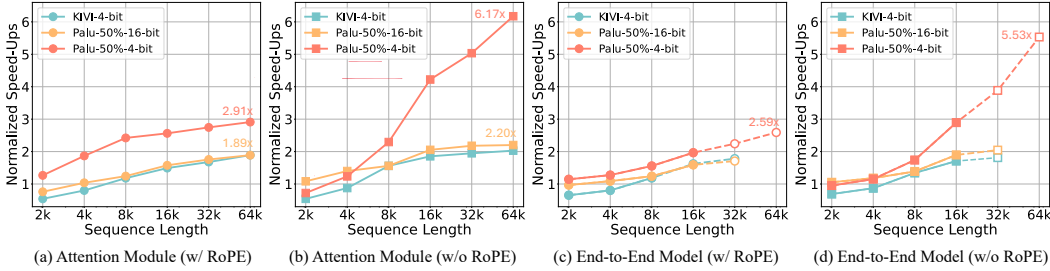 Normalized Speed-Ups
6
5
4
3
2
1
KIVI-4-bit
Palu-50%-16-bit
Palu-50%-4-bit
2.91x
1.89x
2k
4k
8k
16k
32k
64k
Sequence Length
(a) Attention Module (w/ RoPE)
Normalized Speed-Ups
6
5
4
3
2
1
KIVI-4-bit
Palu-50%-16-bit
Palu-50%-4-bit
6.17x
2.20x
2k
4k
8k
16k
32k
64k
Sequence Length
(b) Attention Module (w/o RoPE)
Normalized Speed-Ups
6
5
4
3
2
1
KIVI-4-bit
Palu-50%-16-bit
Palu-50%-4-bit
2.59x
2k
4k
8k
16k
32k
64k
Sequence Length
(c) End-to-End Model (w/ RoPE)
Normalized Speed-Ups
6
5
4
3
2
1
KIVI-4-bit
Palu-50%-16-bit
Palu-50%-4-bit
5.53x
2k
4k
8k
16k
32k
64k
Sequence Length
(d) End-to-End Model (w/o RoPE)